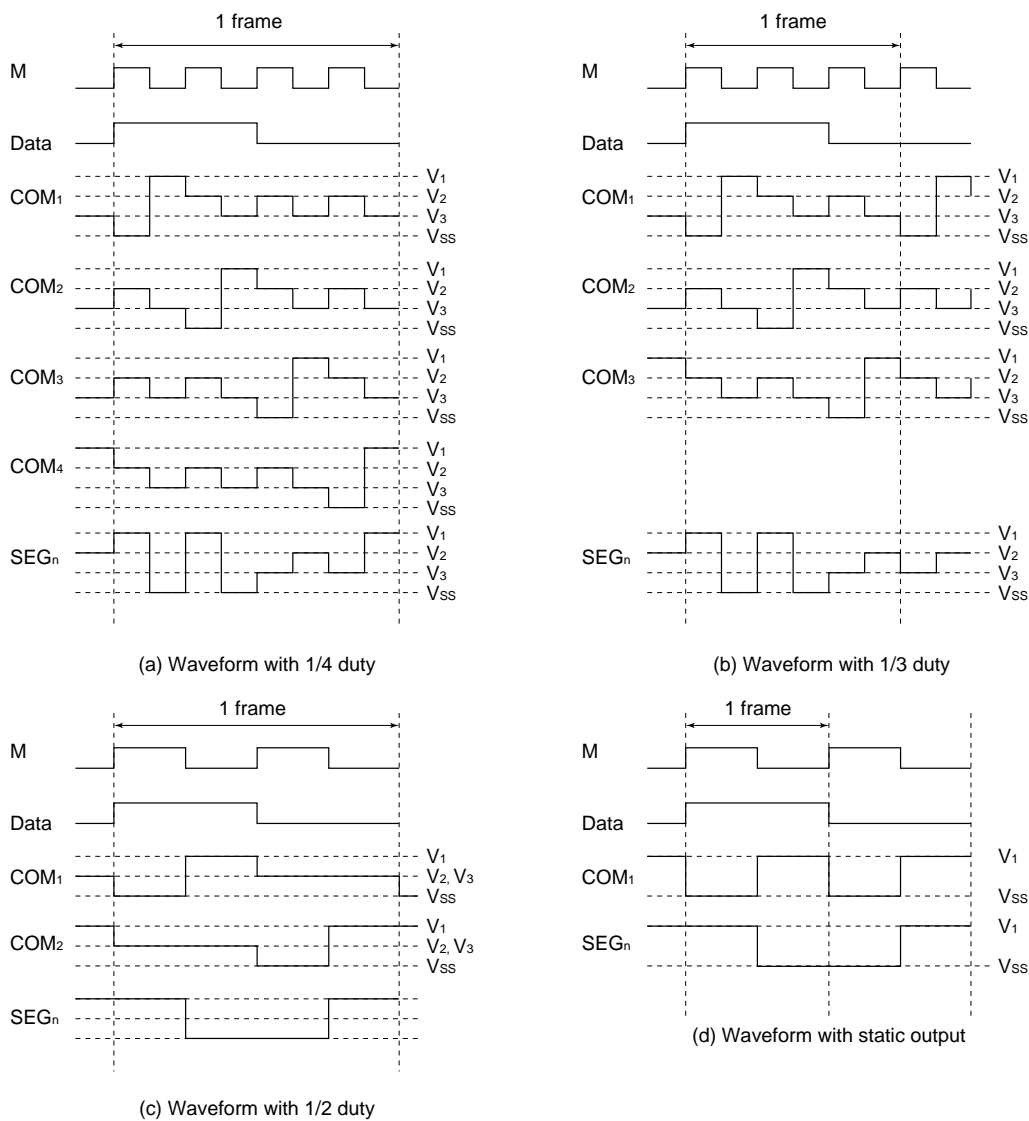 1 frame
M
Data
COM1
V1
V2
V3
VSS
COM2
V1
V2
V3
VSS
COM3
V1
V2
V3
VSS
COM4
V1
V2
V3
VSS
SEGn
V1
V2
V3
VSS
(a) Waveform with 1/4 duty
1 frame
M
Data
COM1
V1
V2
V3
VSS
COM2
V1
V2
V3
VSS
COM3
V1
V2
V3
VSS
SEGn
V1
V2
V3
VSS
(b) Waveform with 1/3 duty
1 frame
M
Data
COM1
V1
V2, V3
VSS
COM2
V1
V2, V3
VSS
SEGn
(c) Waveform with 1/2 duty
1 frame
M
Data
COM1
V1
VSS
SEGn
V1
VSS
(d) Waveform with static output